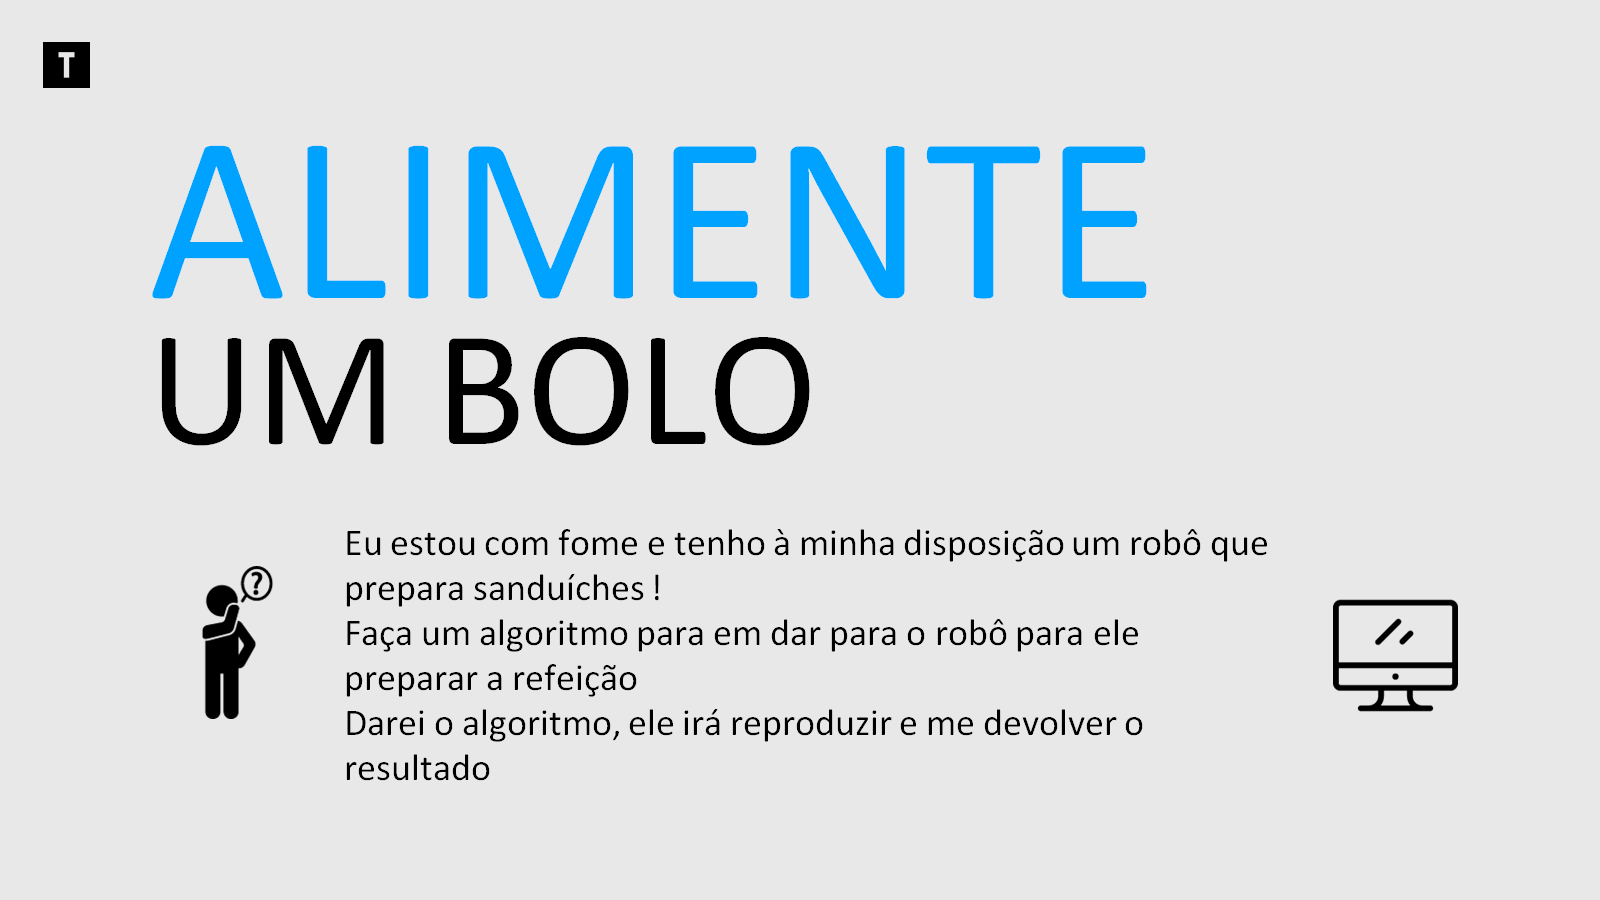 T
ALIMENTE
UM BOLO
?
Eu estou com fome e tenho à minha disposição um robô que
prepara sanduíches !
Faça um algoritmo para em dar para o robô para ele
preparar a refeição
Darei o algoritmo, ele irá reproduzir e me devolver o
resultado